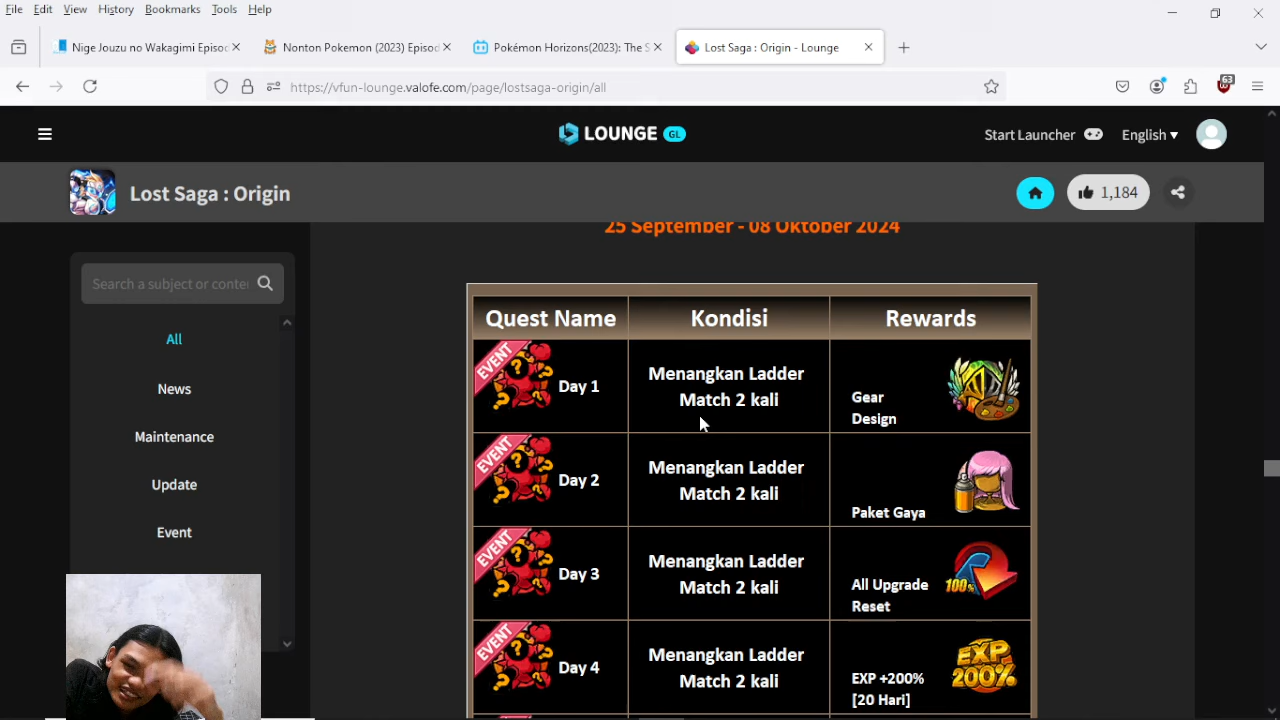 File Edit View History Bookmarks Tools Help
Nige Jouzu no Wakagimi Episod
Nonton Pokemon (2023) Episod
Pokémon Horizons(2023): The S
Lost Saga : Origin - Lounge
https://vfun-lounge.valofe.com/page/lostsaga-origin/all
63
LOUNGE GL
Start Launcher
English
Lost Saga : Origin
1,184
25 September - 08 Oktober 2024
Search a subject or conter
All
News
Maintenance
Update
Event
Quest Name
Kondisi
Rewards
EVENT
Day 1
Menangkan Ladder
Match 2 kali
Gear
Design
EVENT
Day 2
Menangkan Ladder
Match 2 kali
Paket Gaya
EVENT
Day 3
Menangkan Ladder
Match 2 kali
All Upgrade
Reset
100%
EVENT
Day 4
Menangkan Ladder
Match 2 kali
EXP +200%
[20 Hari]
EXP
200%